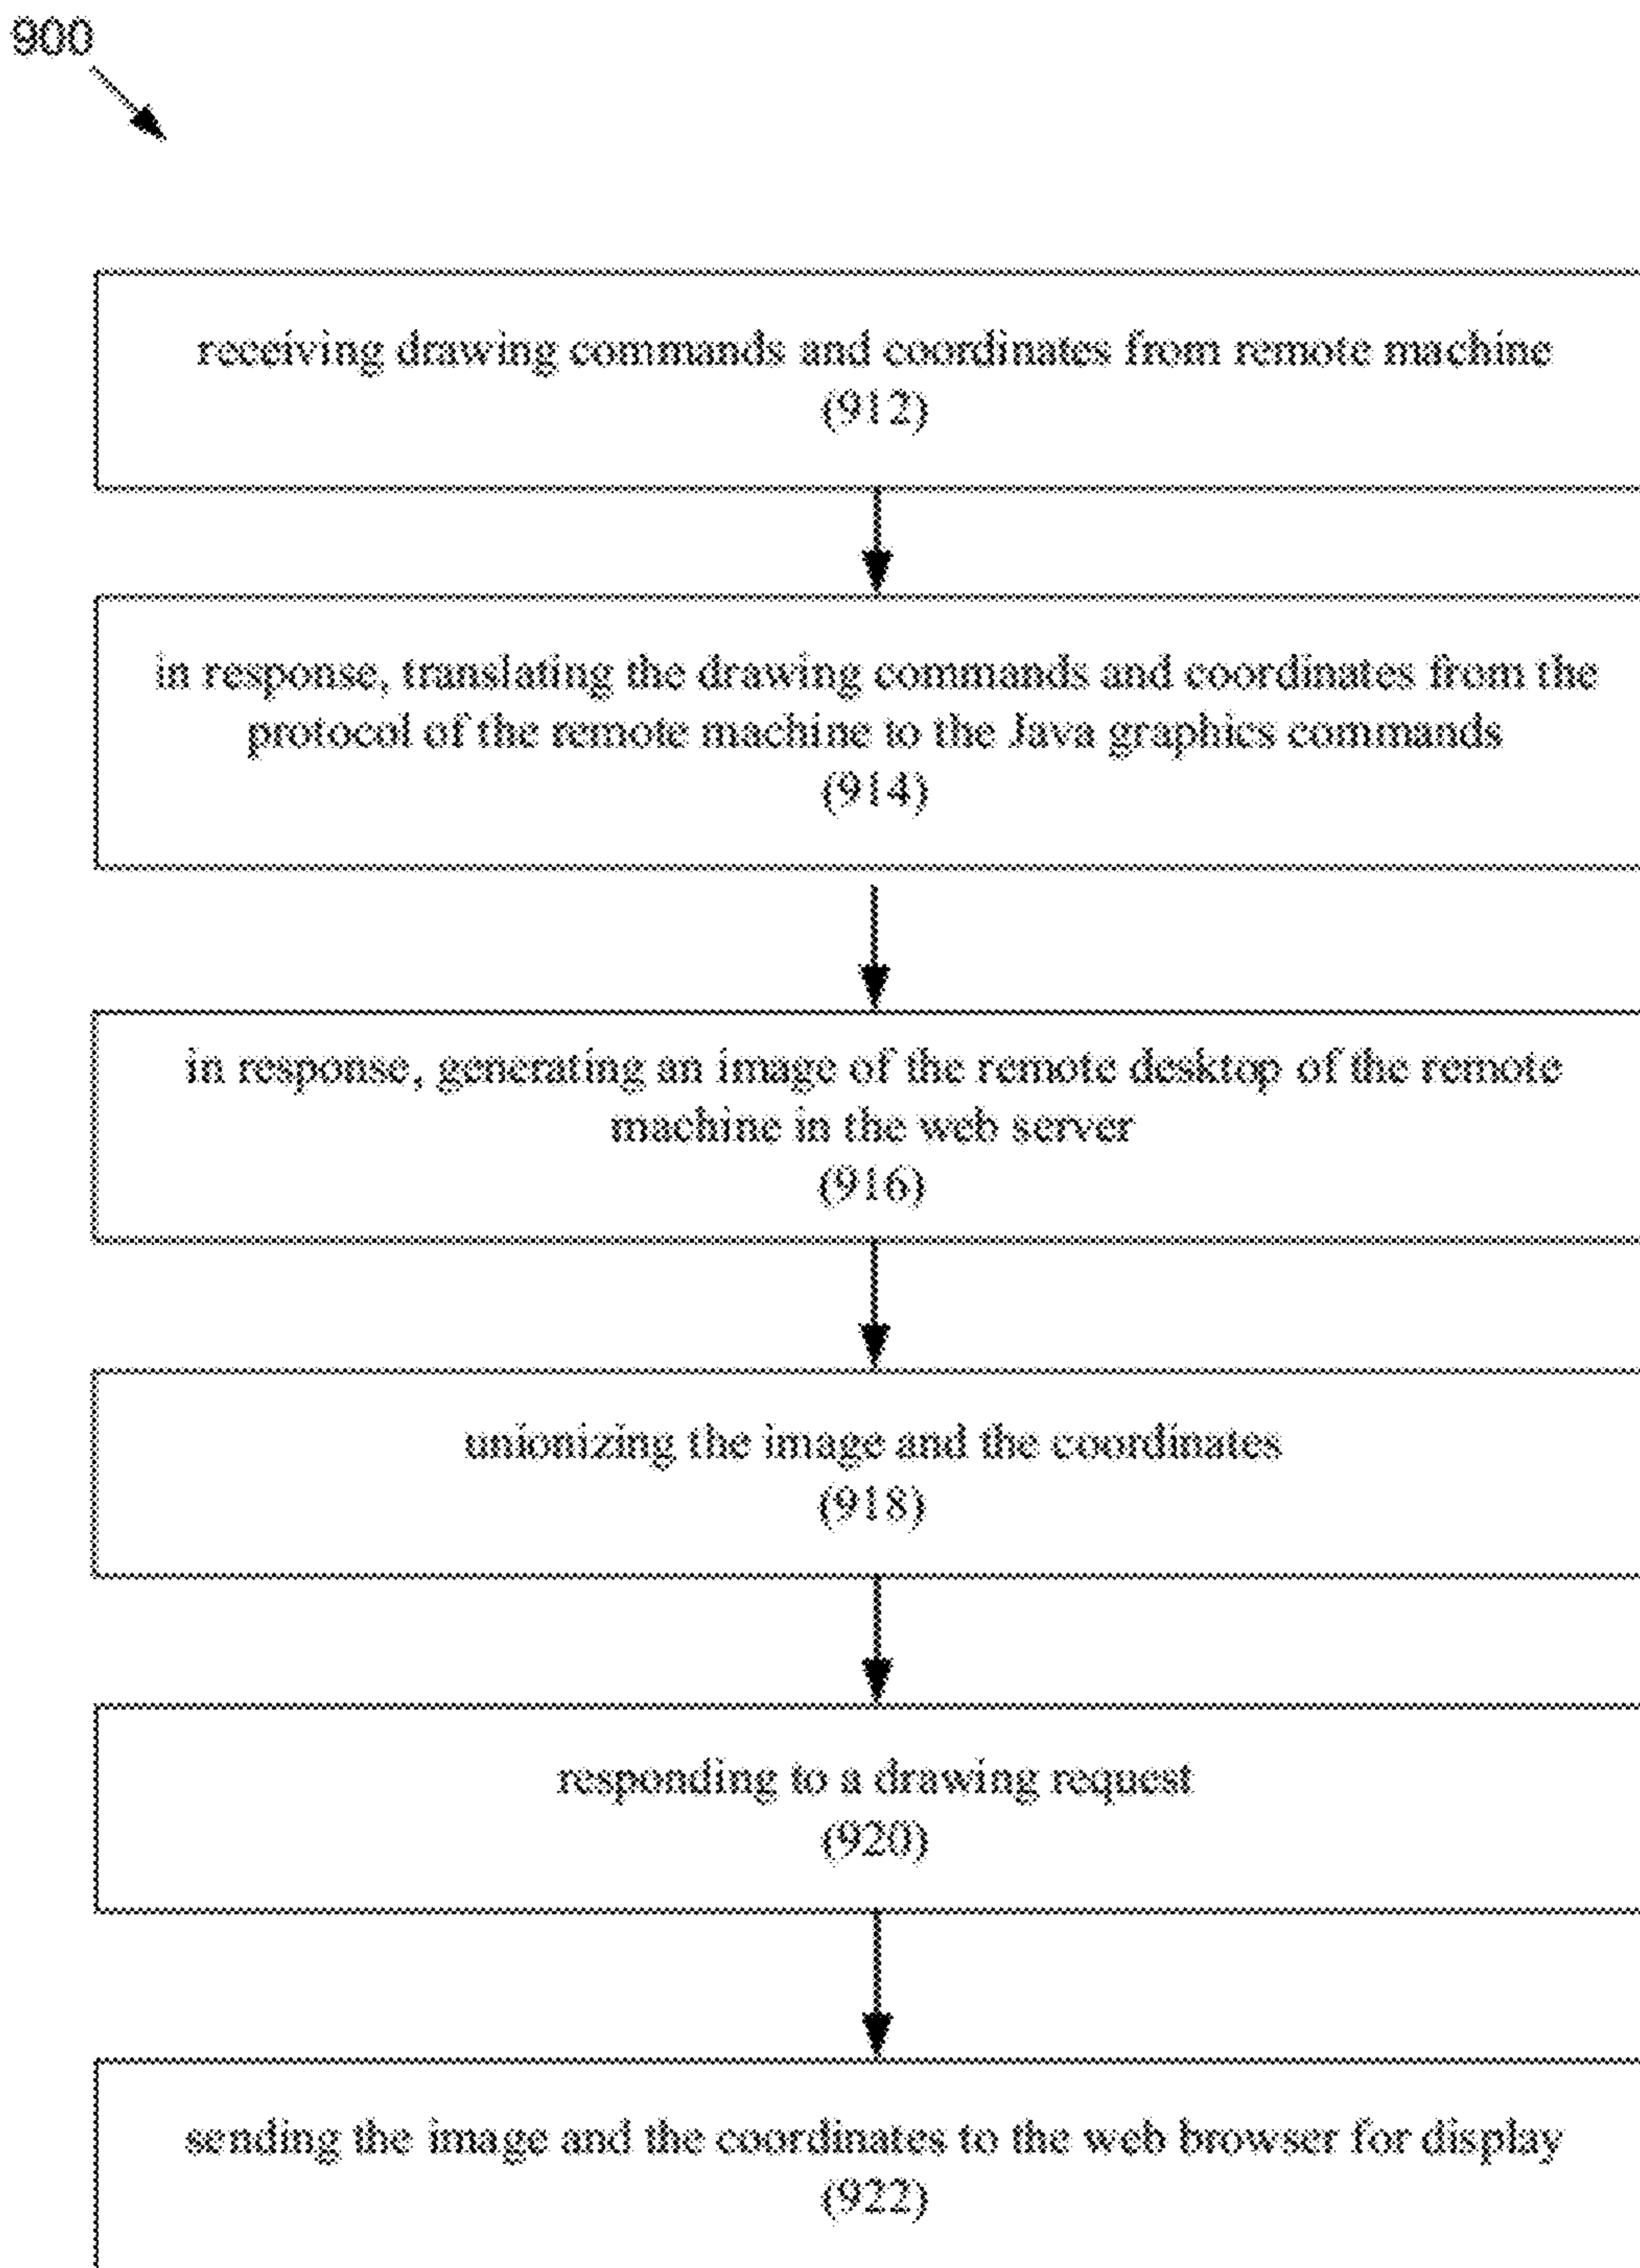 900
receiving drawing commands and coordinates from remote machine
(912)
in response, translating the drawing commands and coordinates from the
protocol of the remote machine to the Java graphics commands
(914)
in response, generating an image of the remote desktop of the remote
machine in the web server
(916)
unionizing the image and the coordinates
(918)
responding to a drawing request
(920)
sending the image and the coordinates to the web browser for display
(922)